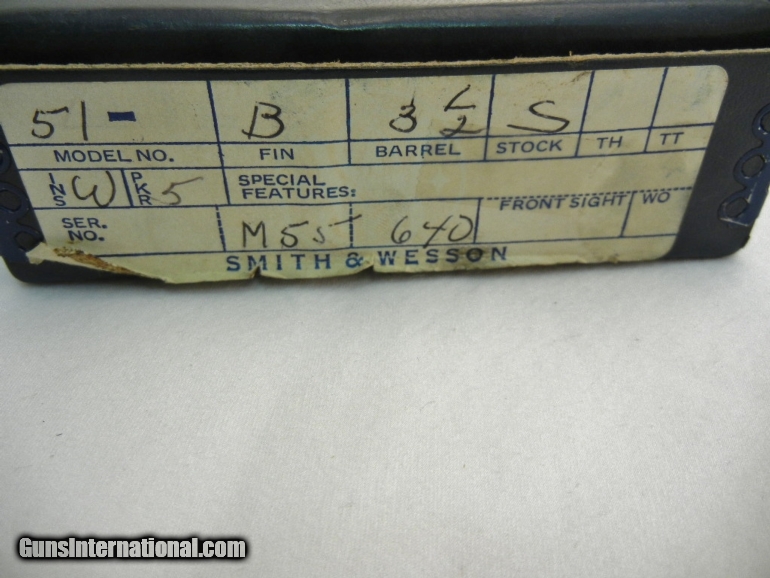 51- B 3 1/2 S
MODEL NO. FIN BARREL STOCK TH TT
INS W PKR 5 SPECIAL FEATURES:
FRONT SIGHT WO
SER. NO. M55 640
SMITH & WESSON
GunsInternational.com